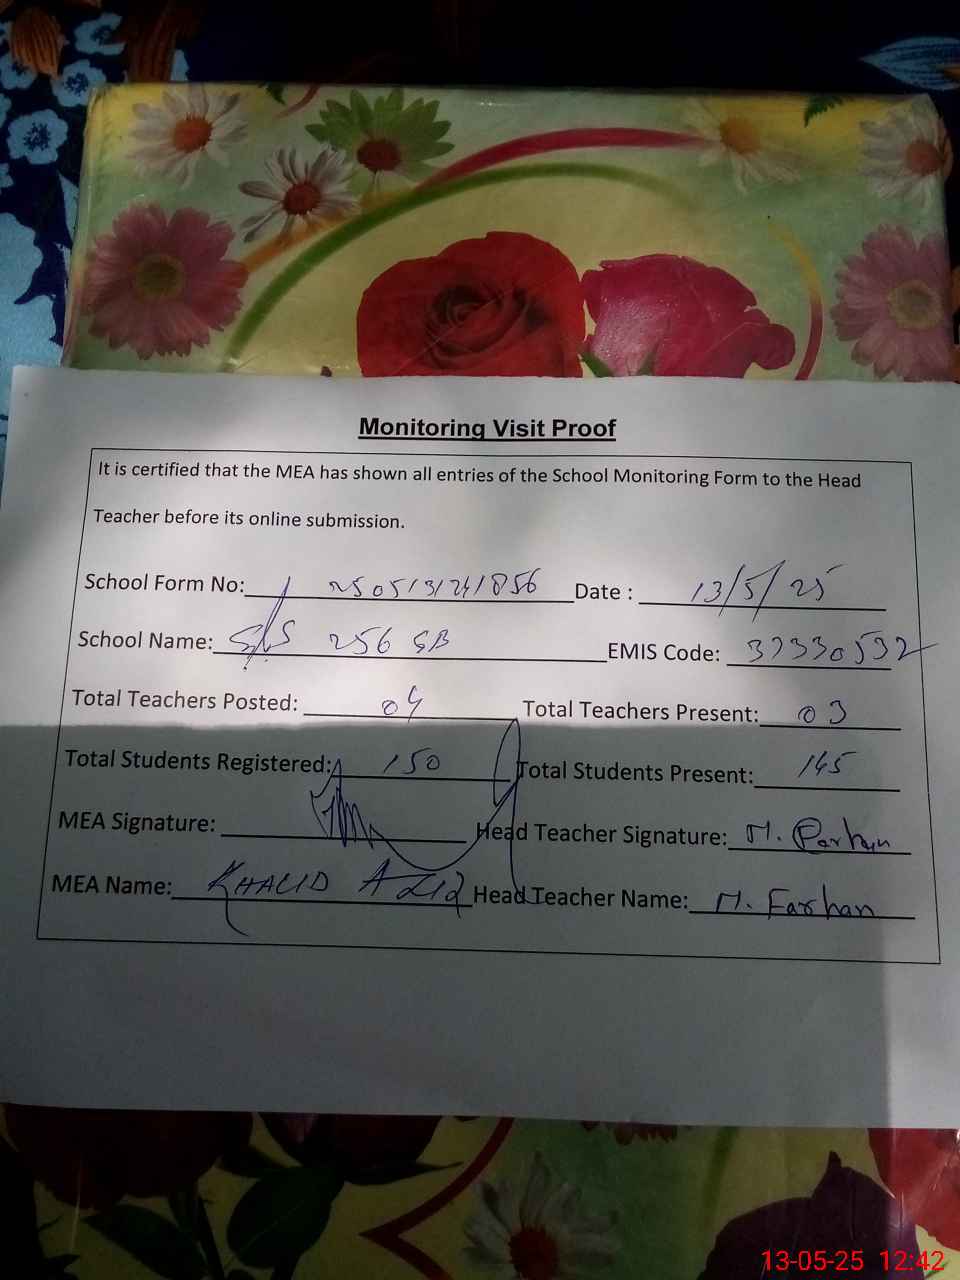 Monitoring Visit Proof
It is certified that the MEA has shown all entries of the School Monitoring Form to the Head
Teacher before its online submission.
School Form No: Date : 13/5/25
School Name: 256 SB EMIS Code: 37330532
Total Teachers Posted: 04 Total Teachers Present: 03
Total Students Registered: 150 Total Students Present: 145
MEA Signature: Head Teacher Signature: M. Farhan
MEA Name: KHALID AZIZ Head Teacher Name: M. Farhan
13-05-25 12:42